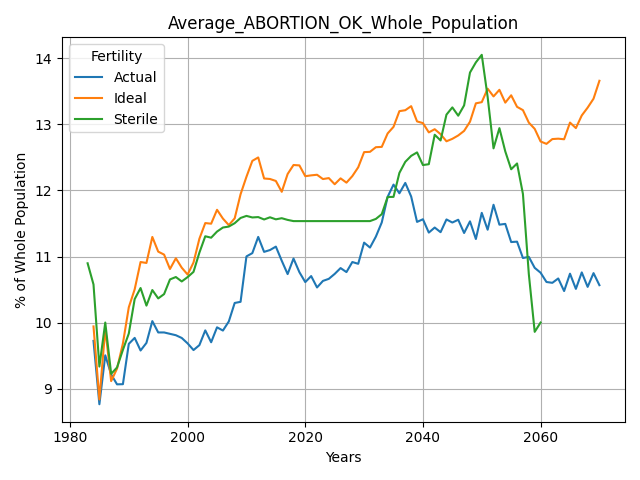 Average_ABORTION_OK_Whole_Population
Fertility
Actual
Ideal
Sterile
% of Whole Population
14
13
12
11
10
9
1980 2000 2020 2040 2060
Years